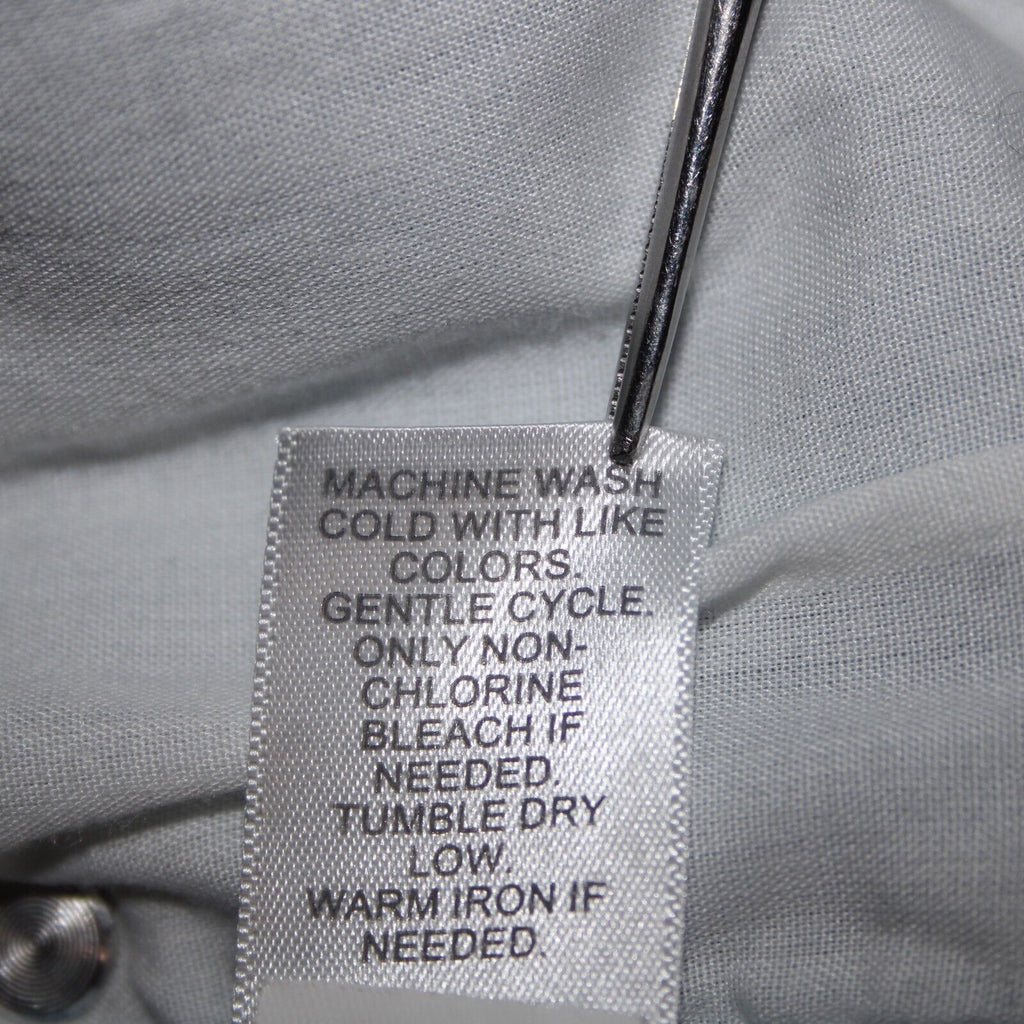 MACHINE WASH
COLD WITH LIKE
COLORS.
GENTLE CYCLE.
ONLY NON-
CHLORINE
BLEACH IF
NEEDED.
TUMBLE DRY
LOW.
WARM IRON IF
NEEDED.